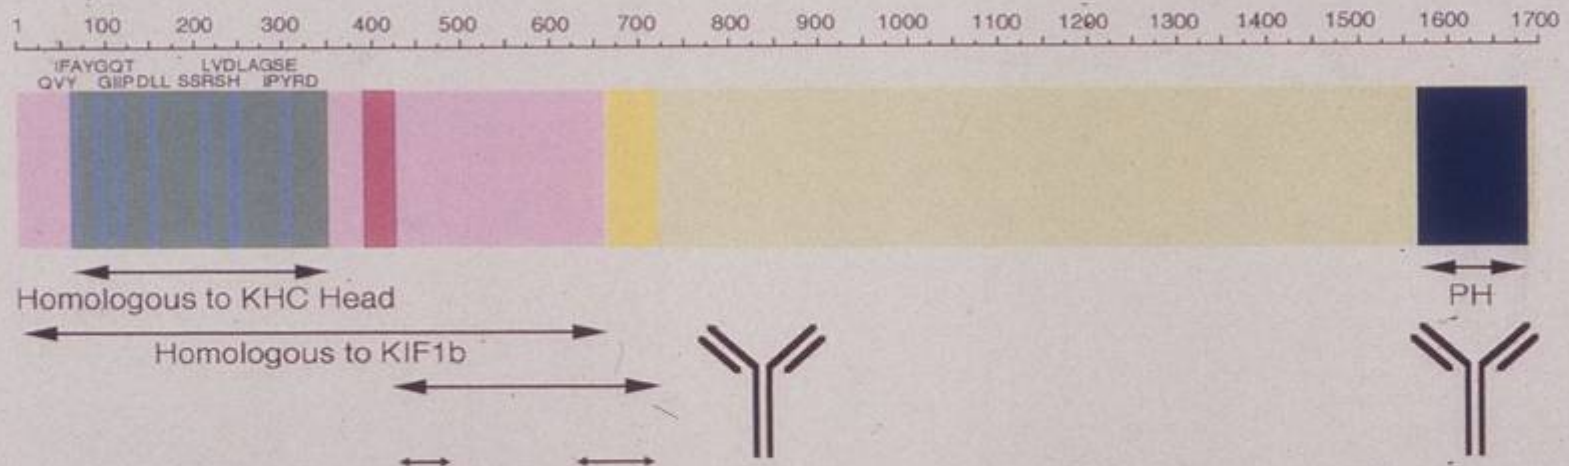 1 100 200 300 400 500 600 700 800 900 1000 1100 1200 1300 1400 1500 1600 1700
IFAYGQT LVDLAGSE
QVY GIIPDLL SSRSH IPYRD
Homologous to KHC Head
PH
Homologous to KIF1b